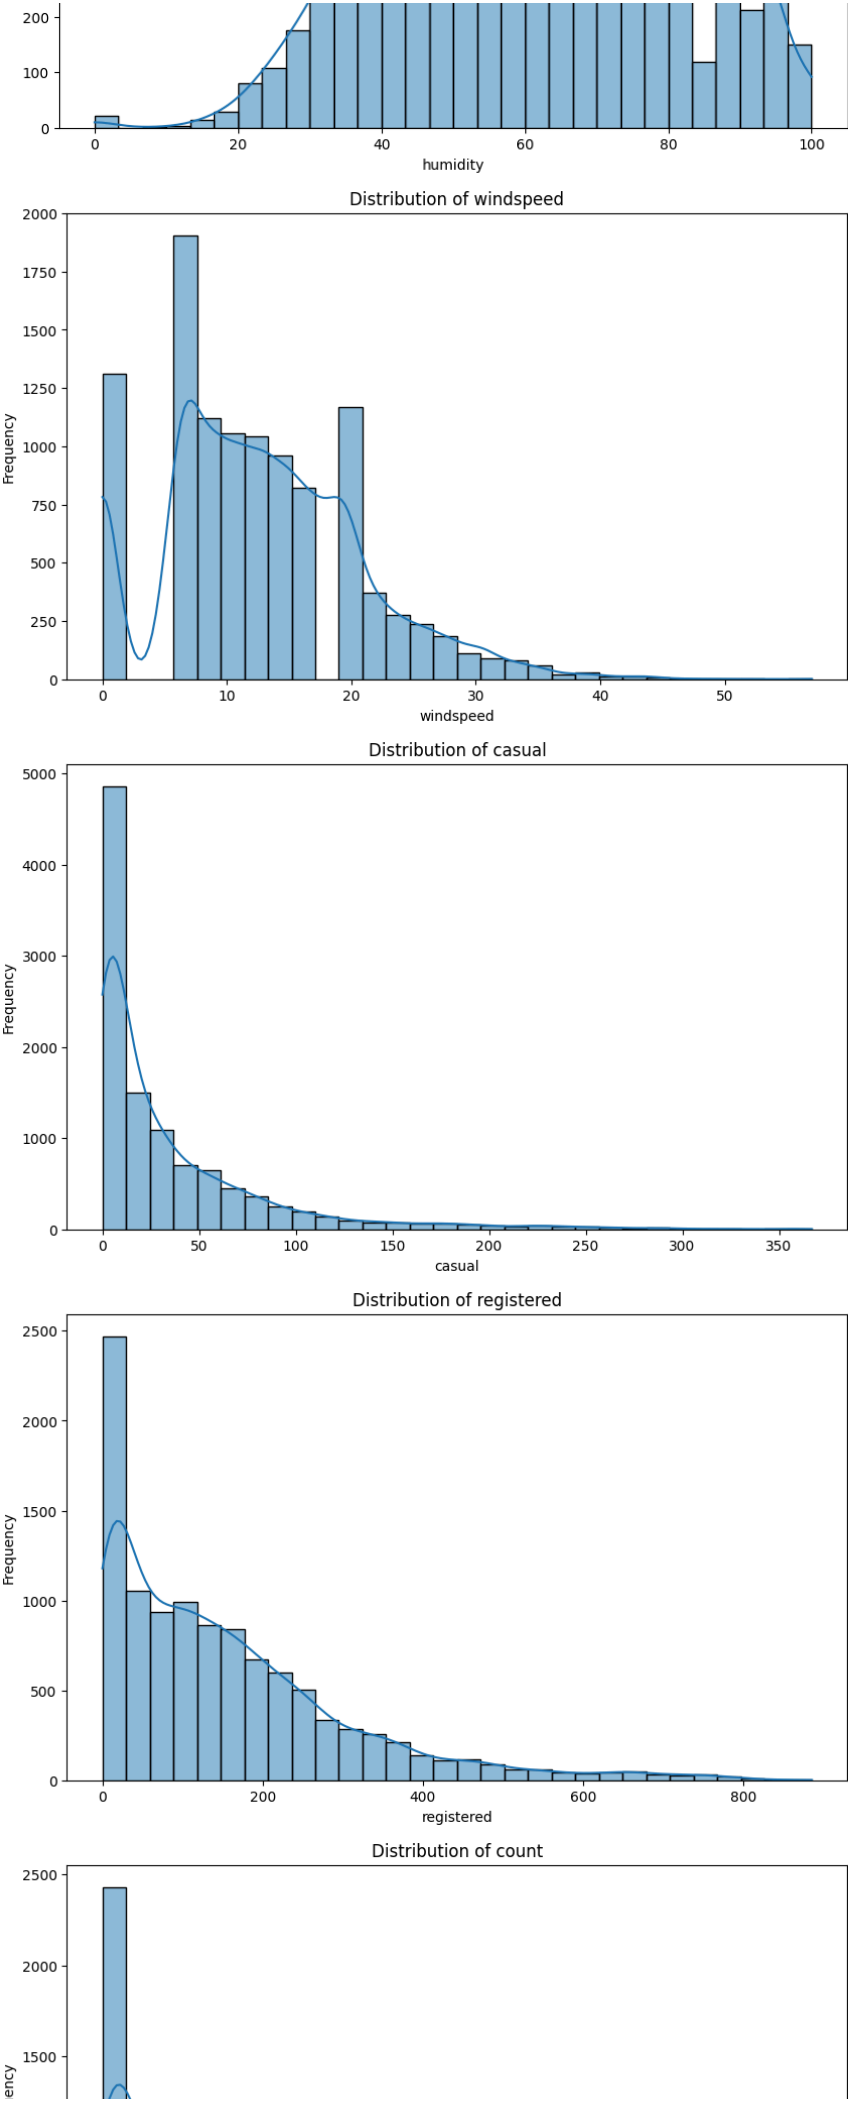 200
100
0
0 20 40 60 80 100
humidity
Distribution of windspeed
2000
1750
1500
1250
1000
750
500
250
0
Frequency
0 10 20 30 40 50
windspeed
Distribution of casual
5000
4000
3000
2000
1000
0
Frequency
0 50 100 150 200 250 300 350
casual
Distribution of registered
2500
2000
1500
1000
500
0
Frequency
0 200 400 600 800
registered
Distribution of count
2500
2000
1500
ency